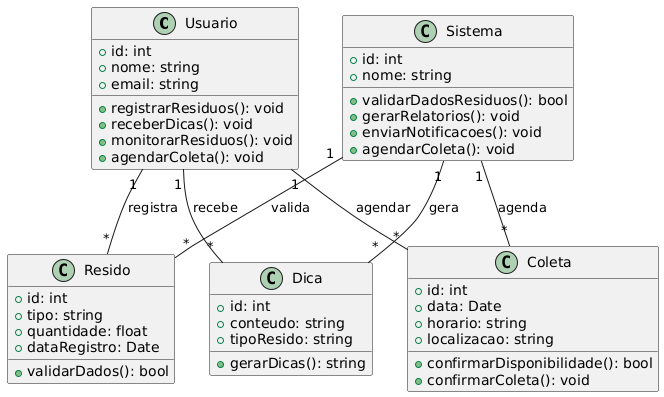 C Usuario
+ id: int
+ nome: string
+ email: string
+ registrarResiduos(): void
+ receberDicas(): void
+ monitorarResiduos(): void
+ agendarColeta(): void
C Sistema
+ id: int
+ nome: string
+ validarDadosResiduos(): bool
+ gerarRelatorios(): void
+ enviarNotificacoes(): void
+ agendarColeta(): void
1 1 1 1 1 1
registra recebe valida agendar gera agenda
* * * * * *
C Resido
+ id: int
+ tipo: string
+ quantidade: float
+ dataRegistro: Date
+ validarDados(): bool
C Dica
+ id: int
+ conteudo: string
+ tipoResido: string
+ gerarDicas(): string
C Coleta
+ id: int
+ data: Date
+ horario: string
+ localizacao: string
+ confirmarDisponibilidade(): bool
+ confirmarColeta(): void